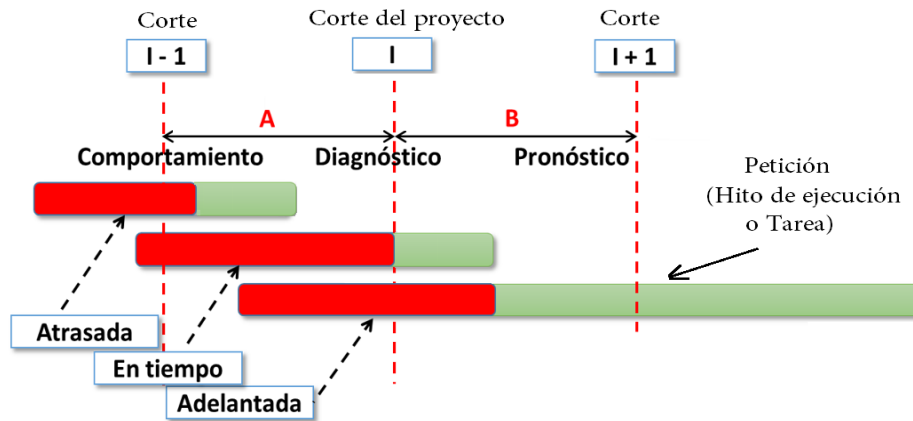 Corte
Corte del proyecto
Corte
I - 1
I
I + 1
A
B
Comportamiento
Diagnóstico
Pronóstico
Petición
(Hito de ejecución
o Tarea)
Atrasada
En tiempo
Adelantada